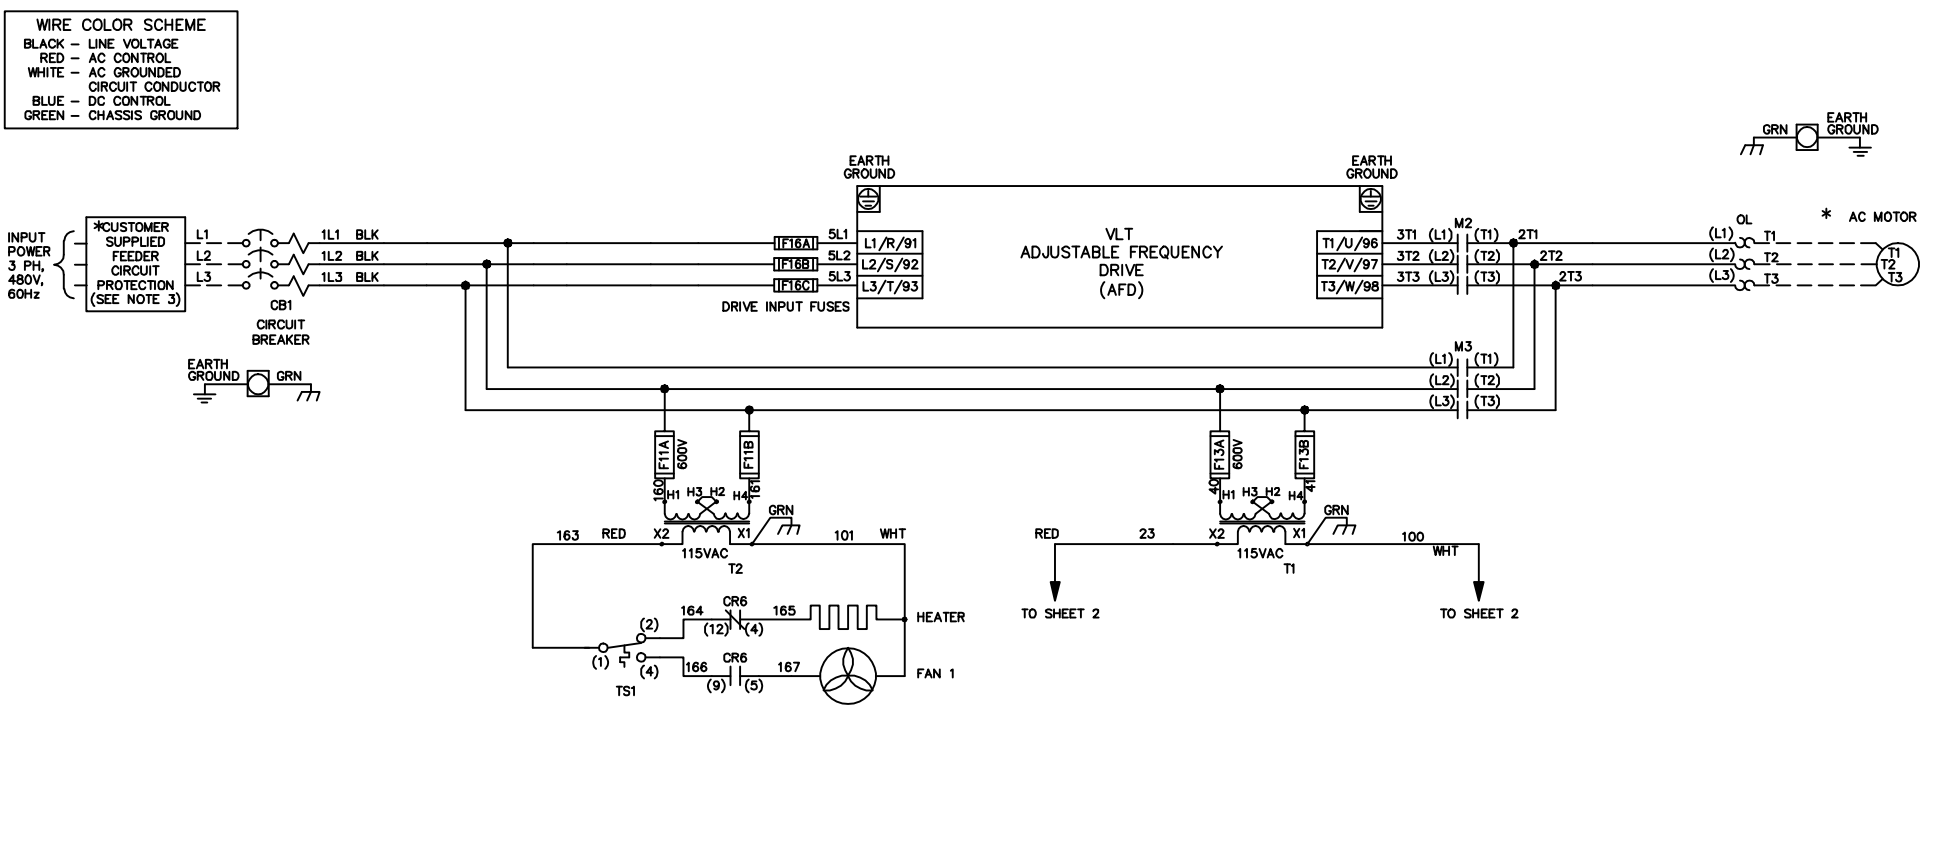 WIRE COLOR SCHEME
BLACK – LINE VOLTAGE
RED – AC CONTROL
WHITE – AC GROUNDED
CIRCUIT CONDUCTOR
BLUE – DC CONTROL
GREEN – CHASSIS GROUND
GRN
EARTH
GROUND
INPUT
POWER
3 PH,
480V,
60Hz
*CUSTOMER
SUPPLIED
FEEDER
CIRCUIT
PROTECTION
(SEE NOTE 3)
L1
L2
L3
CB1
CIRCUIT
BREAKER
1L1 BLK
1L2 BLK
1L3 BLK
EARTH
GROUND
GRN
F16A
F16B
F16C
DRIVE INPUT FUSES
5L1
5L2
5L3
EARTH
GROUND
L1/R/91
L2/S/92
L3/T/93
VLT
ADJUSTABLE FREQUENCY
DRIVE
(AFD)
EARTH
GROUND
T1/U/96
T2/V/97
T3/W/98
M2
3T1 (L1) (T1) 2T1
3T2 (L2) (T2) 2T2
3T3 (L3) (T3) 2T3
OL
(L1) T1
(L2) T2
(L3) T3
* AC MOTOR
T1
T2
T3
M3
(L1) (T1)
(L2) (T2)
(L3) (T3)
F11A
600V
F11B
160
161
H1 H3 H2 H4
GRN
163 RED X2 X1 101 WHT
115VAC
T2
F13A
600V
F13B
40
41
H1 H3 H2 H4
GRN
RED 23 X2 X1 100
WHT
115VAC
T1
TO SHEET 2
TO SHEET 2
164 CR6 165
(12) (4)
HEATER
(2)
(1)
(4)
TS1
166 CR6 167
(9) (5)
FAN 1